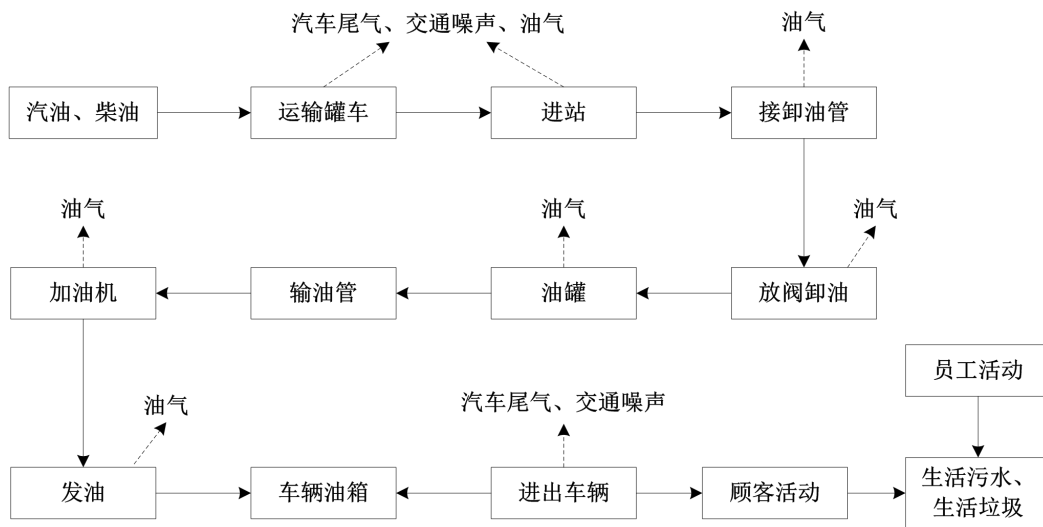 汽车尾气、交通噪声、油气
油气
汽油、柴油
运输罐车
进站
接卸油管
油气
油气
油气
加油机
输油管
油罐
放阀卸油
员工活动
油气
汽车尾气、交通噪声
发油
车辆油箱
进出车辆
顾客活动
生活污水、
生活垃圾